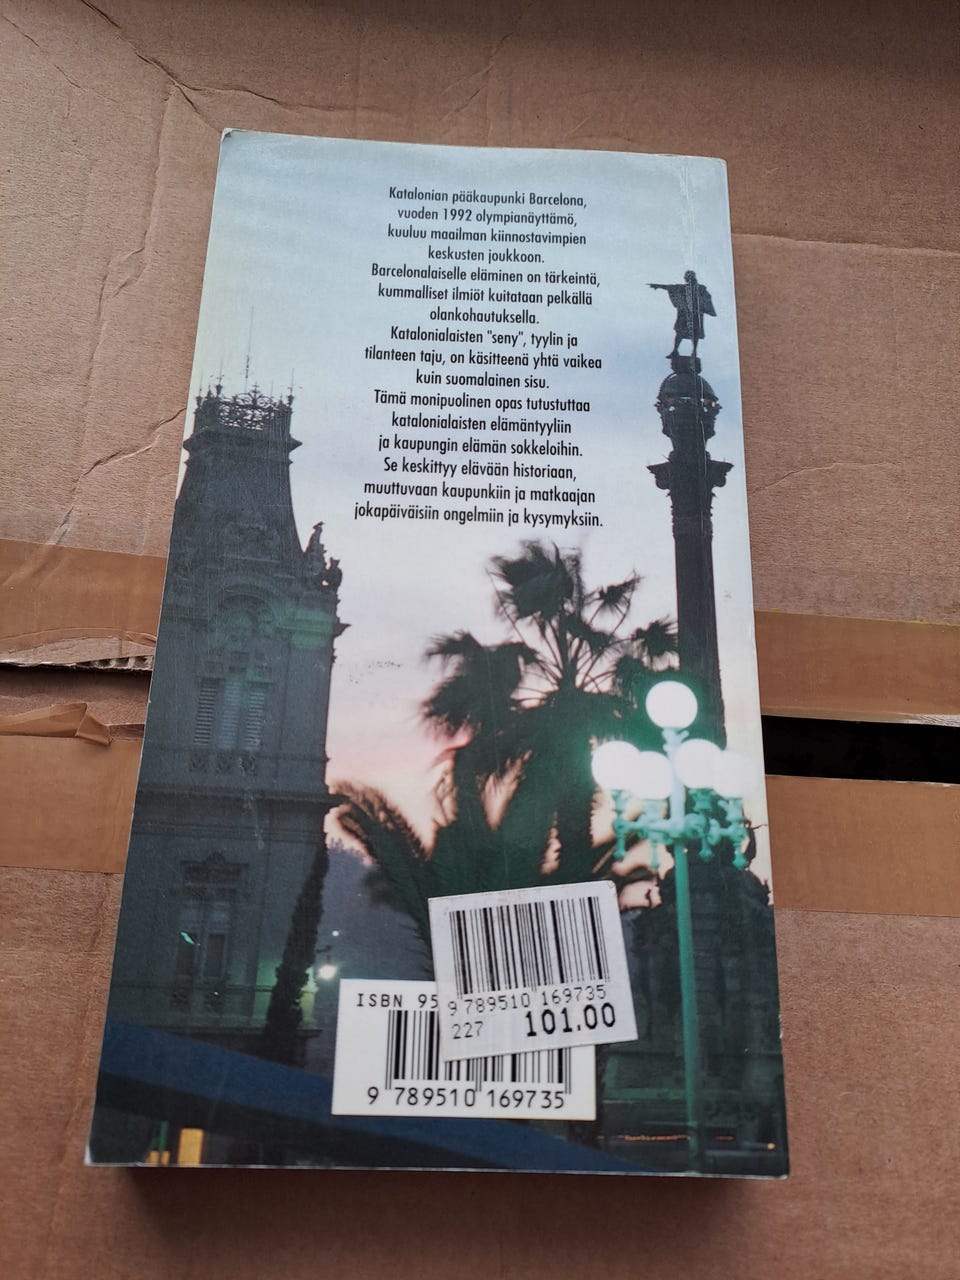 Katalonian pääkaupunki Barcelona,
vuoden 1992 olympianäyttämö,
kuuluu maailman kiinnostavimpien
keskusten joukkoon.
Barcelonalaiselle eläminen on tärkeintä,
kummalliset ilmiöt kuitataan pelkällä
olankohautuksella.
Katalonialaisten "seny", tyylin ja
tilanteen taju, on käsitteenä yhtä vaikea
kuin suomalainen sisu.
Tämä monipuolinen opas tutustuttaa
katalonialaisten elämäntyyliin
ja kaupungin elämän sokkeloihin.
Se keskittyy elävään historiaan,
muuttuvaan kaupunkiin ja matkaajan
jokapäiväisiin ongelmiin ja kysymyksiin.
9 789510 169735
227 101.00
ISBN 95
9 789510 169735